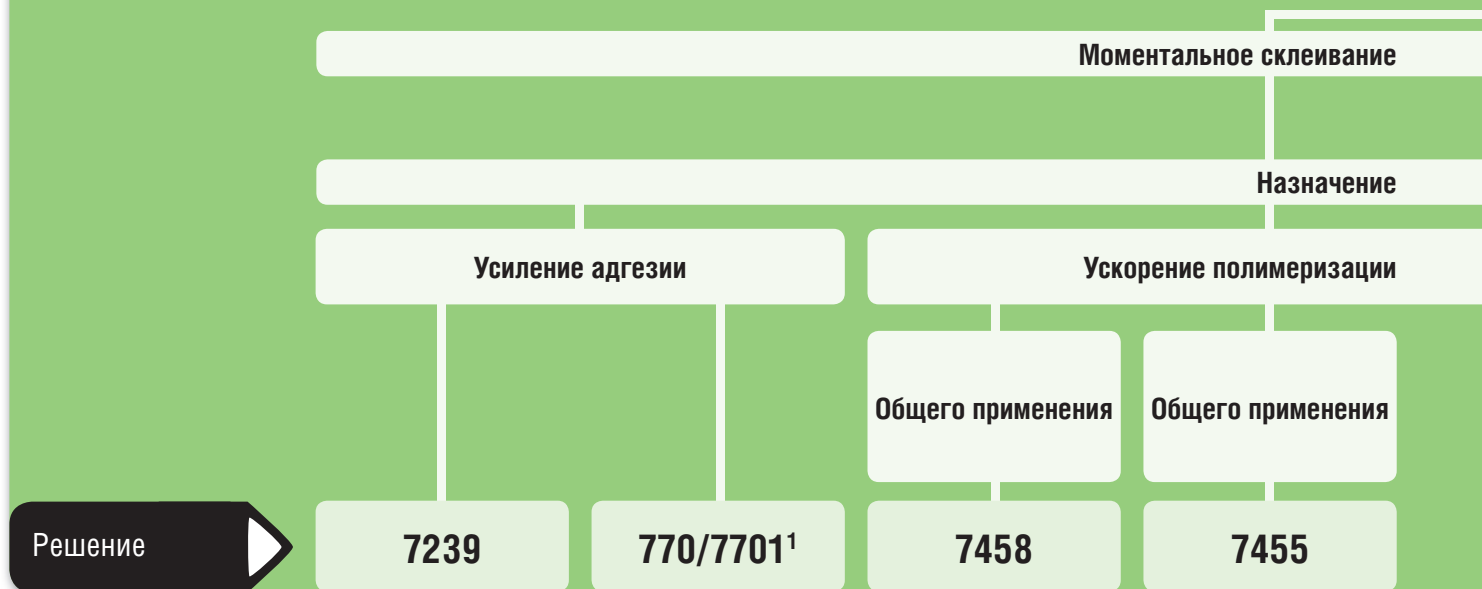 Моментальное склеивание
Назначение
Усиление адгезии
Ускорение полимеризации
Общего применения
Общего применения
Решение
7239
770/7701¹
7458
7455